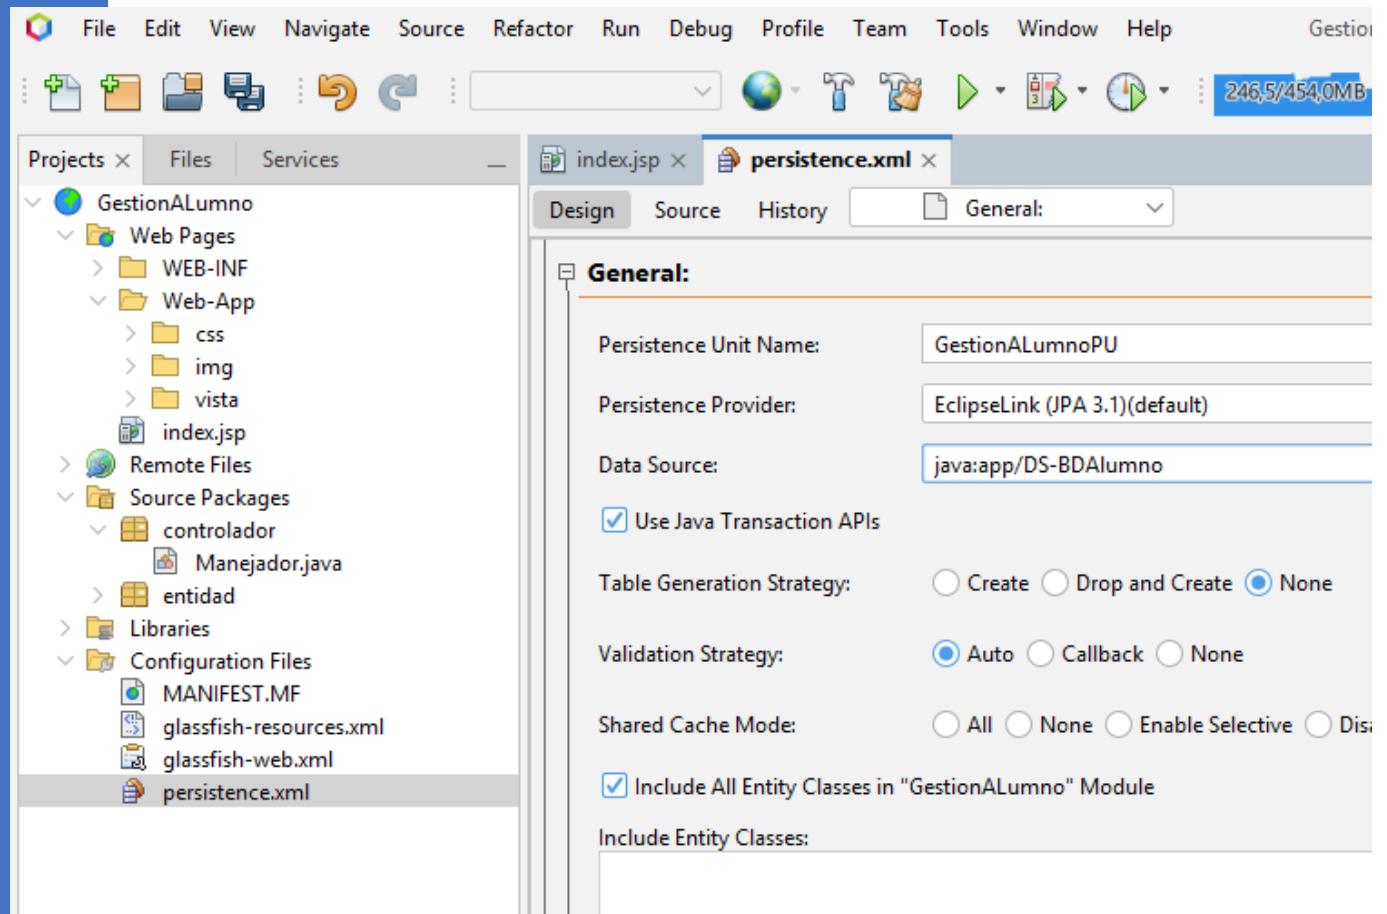 File Edit View Navigate Source Refactor Run Debug Profile Team Tools Window Help Gestion
246,5/454,0MB
Projects Files Services
GestionALumno
Web Pages
WEB-INF
Web-App
css
img
vista
index.jsp
Remote Files
Source Packages
controlador
Manejador.java
entidad
Libraries
Configuration Files
MANIFEST.MF
glassfish-resources.xml
glassfish-web.xml
persistence.xml
index.jsp persistence.xml
Design Source History General:
General:
Persistence Unit Name: GestionALumnoPU
Persistence Provider: EclipseLink (JPA 3.1)(default)
Data Source: java:app/DS-BDAlumno
Use Java Transaction APIs
Table Generation Strategy: Create Drop and Create None
Validation Strategy: Auto Callback None
Shared Cache Mode: All None Enable Selective Disa
Include All Entity Classes in "GestionALumno" Module
Include Entity Classes: